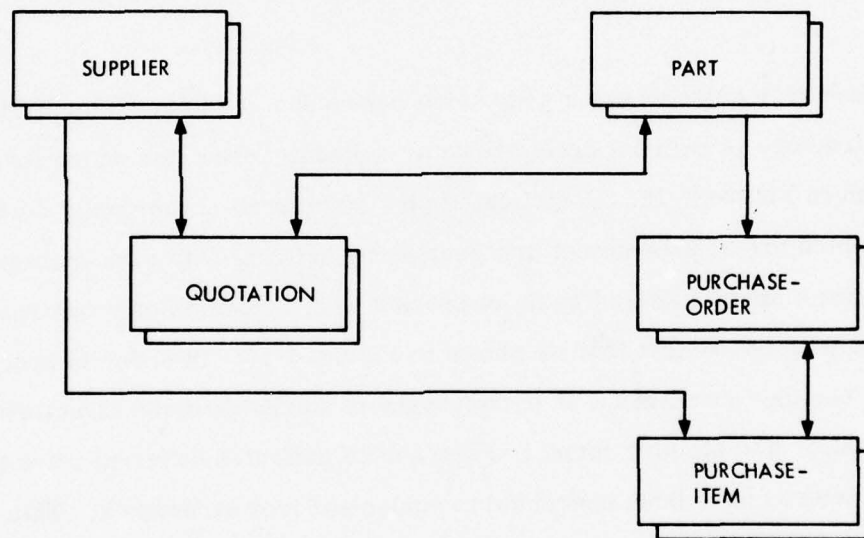 SUPPLIER
PART
QUOTATION
PURCHASE-
ORDER
PURCHASE-
ITEM